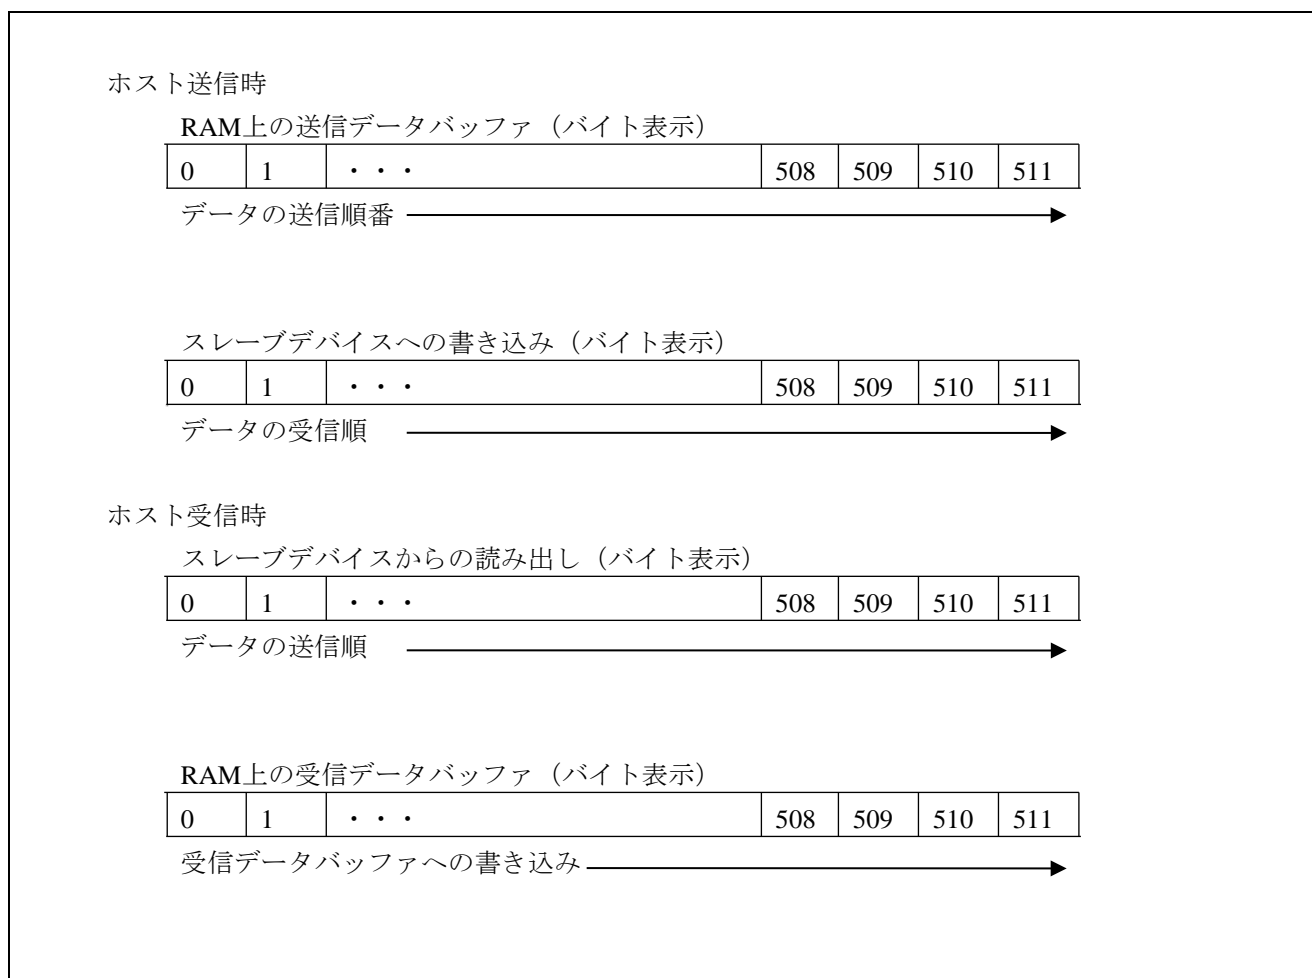 ホスト送信時
RAM上の送信データバッファ（バイト表示）
0 1 ・・・ 508 509 510 511
データの送信順番
スレーブデバイスへの書き込み（バイト表示）
0 1 ・・・ 508 509 510 511
データの受信順
ホスト受信時
スレーブデバイスからの読み出し（バイト表示）
0 1 ・・・ 508 509 510 511
データの送信順
RAM上の受信データバッファ（バイト表示）
0 1 ・・・ 508 509 510 511
受信データバッファへの書き込み